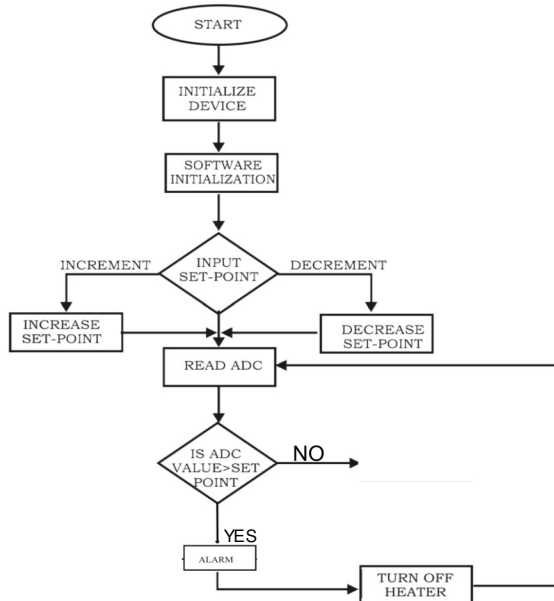 START
INITIALIZE
DEVICE
SOFTWARE
INITIALIZATION
INCREMENT
INPUT
SET-POINT
DECREMENT
INCREASE
SET-POINT
DECREASE
SET-POINT
READ ADC
IS ADC
VALUE>SET
POINT
NO
YES
ALARM
TURN OFF
HEATER